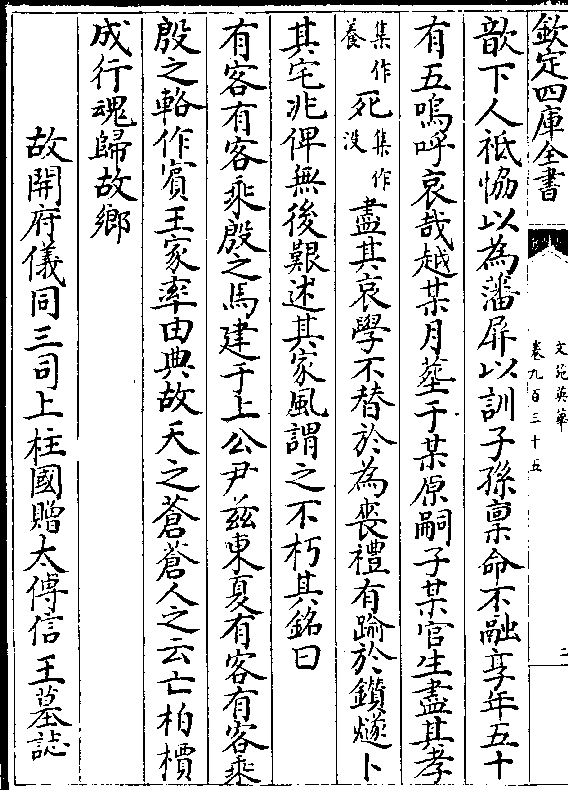 欽定四庫全書
文苑英華
卷九百三十五
二
歆下人祗恊以為藩屏以訓子孫禀命不融享年五十
有五嗚呼哀哉越某月塟于某原嗣子某官生盡其孝
集作養死集作没盡其哀學不替於為喪禮有踰於鑚燧卜
其宅兆俾無後艱述其家風謂之不朽其銘曰
有客有客乘殷之馬建于上公尹兹東夏有客有客乘
殷之輅作賓王家率由典故天之蒼蒼人之云亡柏檟
成行魂歸故鄉
故開府儀同三司上柱國贈太傅信王墓誌